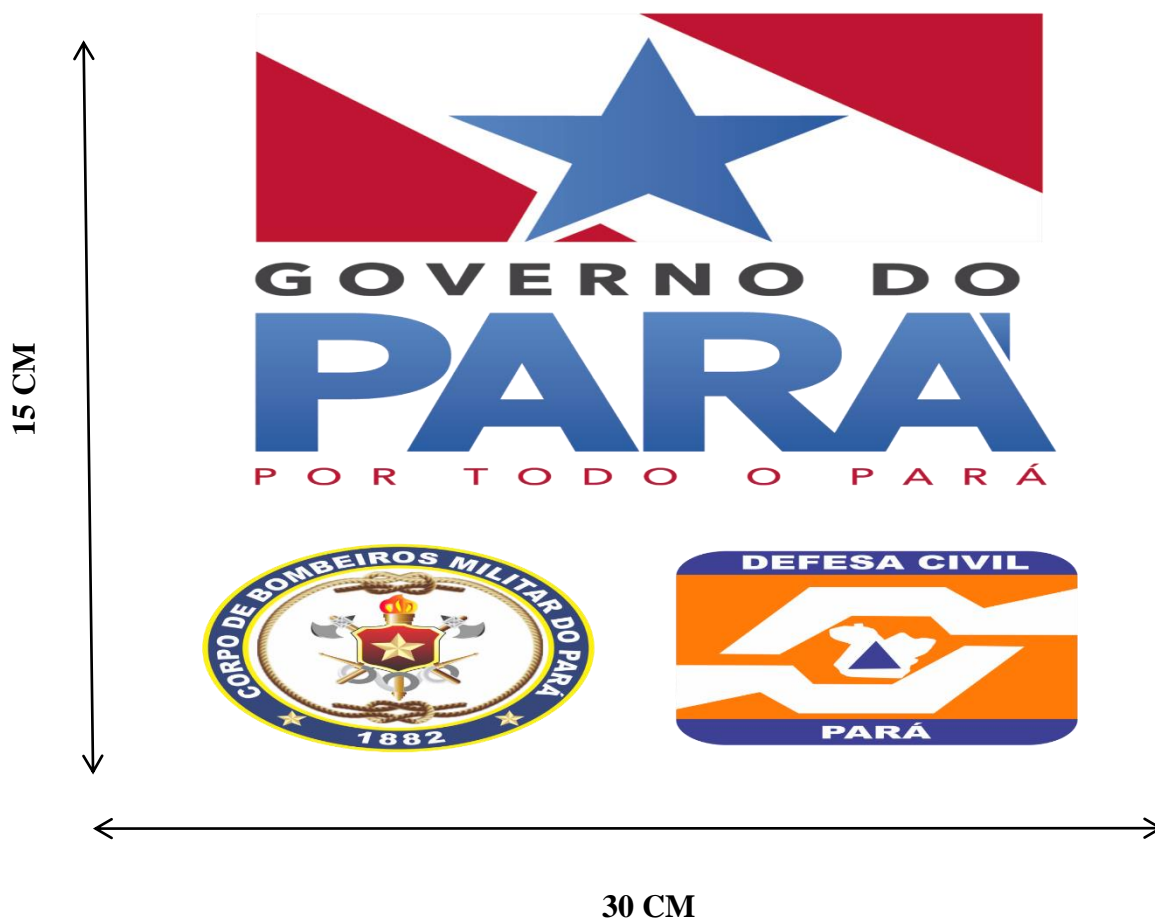 GOVERNO DO
PARÁ
POR TODO O PARÁ
15 CM
CORPO DE BOMBEIROS MILITAR DO PARÁ
1882
DEFESA CIVIL
PARÁ
30 CM